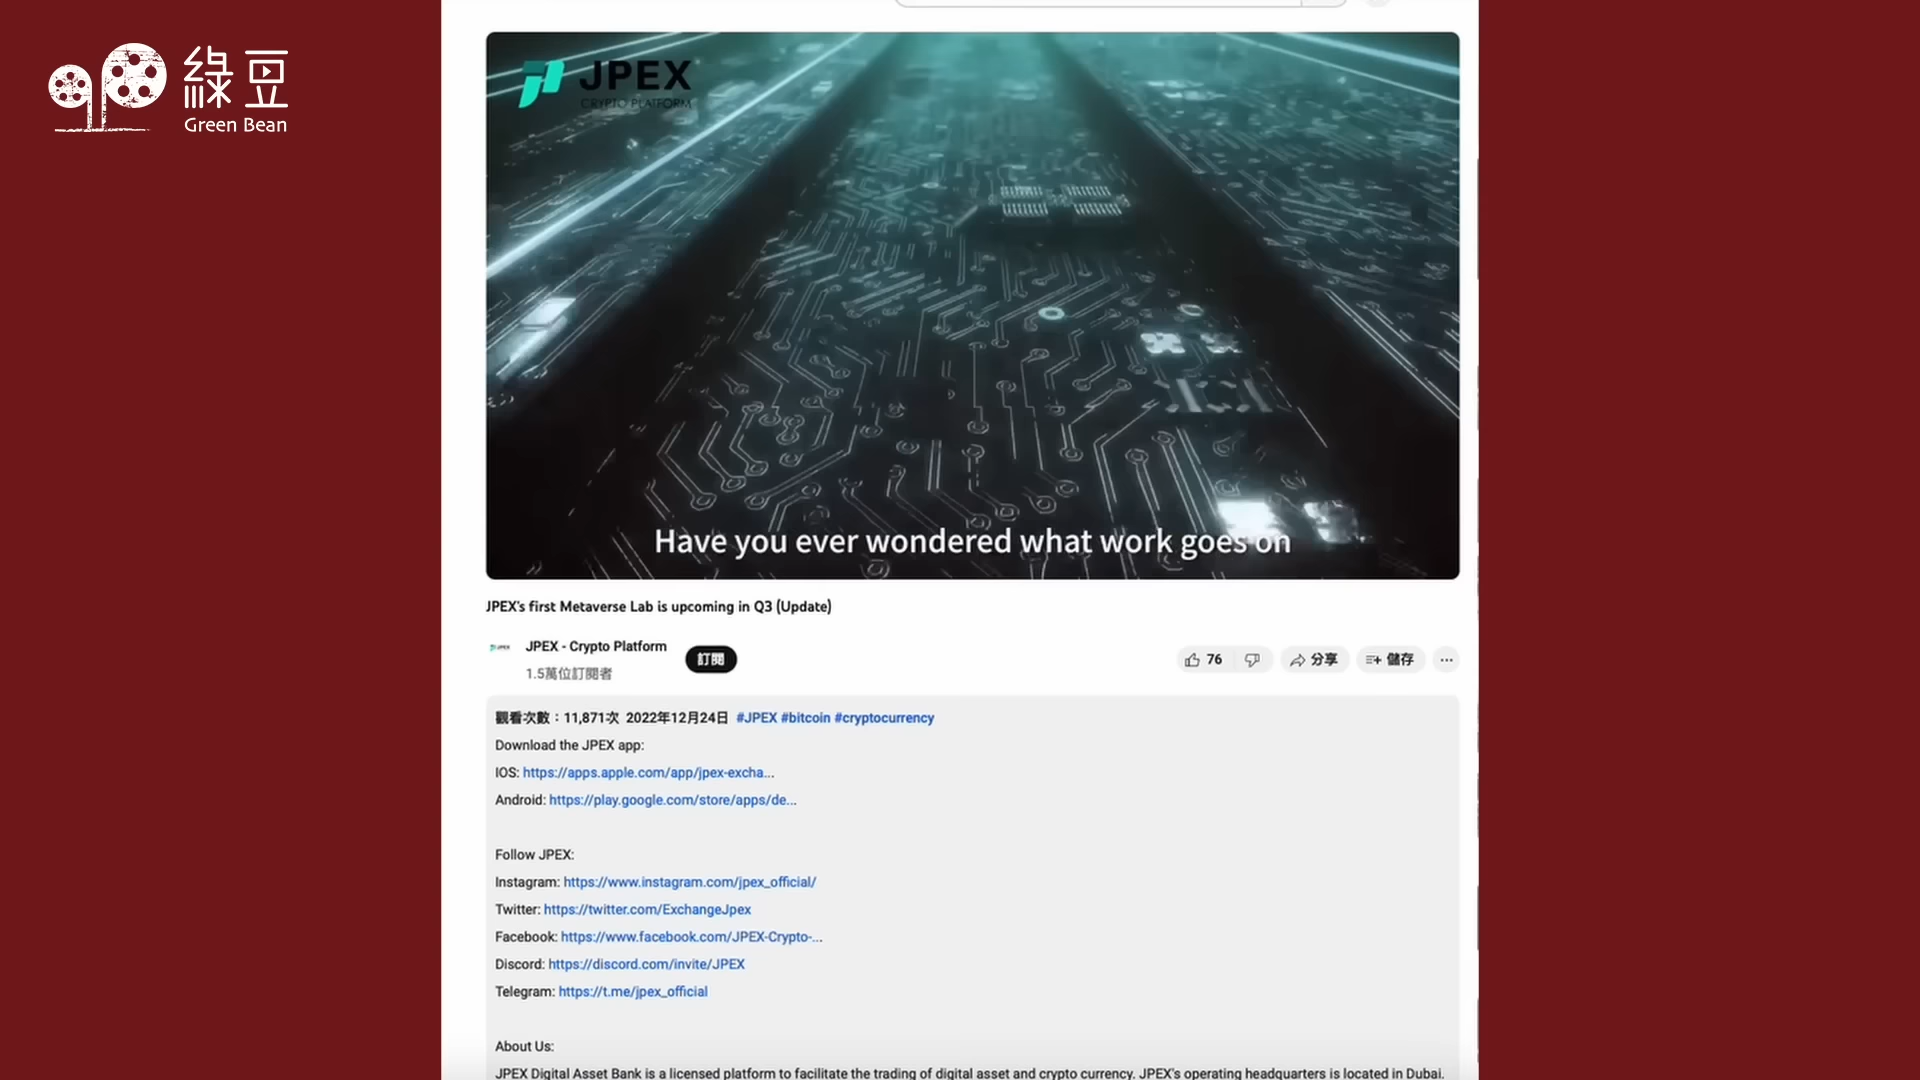 綠豆
Green Bean
JPEX
CRYPTO PLATFORM
Have you ever wondered what work goes on
JPEX's first Metaverse Lab is upcoming in Q3 (Update)
JPEX
JPEX - Crypto Platform
1.5萬位訂閱者
訂閱
76
分享
儲存
觀看次數：11,871次 2022年12月24日 #JPEX #bitcoin #cryptocurrency
Download the JPEX app:
IOS: https://apps.apple.com/app/jpex-excha...
Android: https://play.google.com/store/apps/de...
Follow JPEX:
Instagram: https://www.instagram.com/jpex_official/
Twitter: https://twitter.com/ExchangeJpex
Facebook: https://www.facebook.com/JPEX-Crypto-...
Discord: https://discord.com/invite/JPEX
Telegram: https://t.me/jpex_official
About Us:
JPEX Digital Asset Bank is a licensed platform to facilitate the trading of digital asset and crypto currency. JPEX's operating headquarters is located in Dubai.